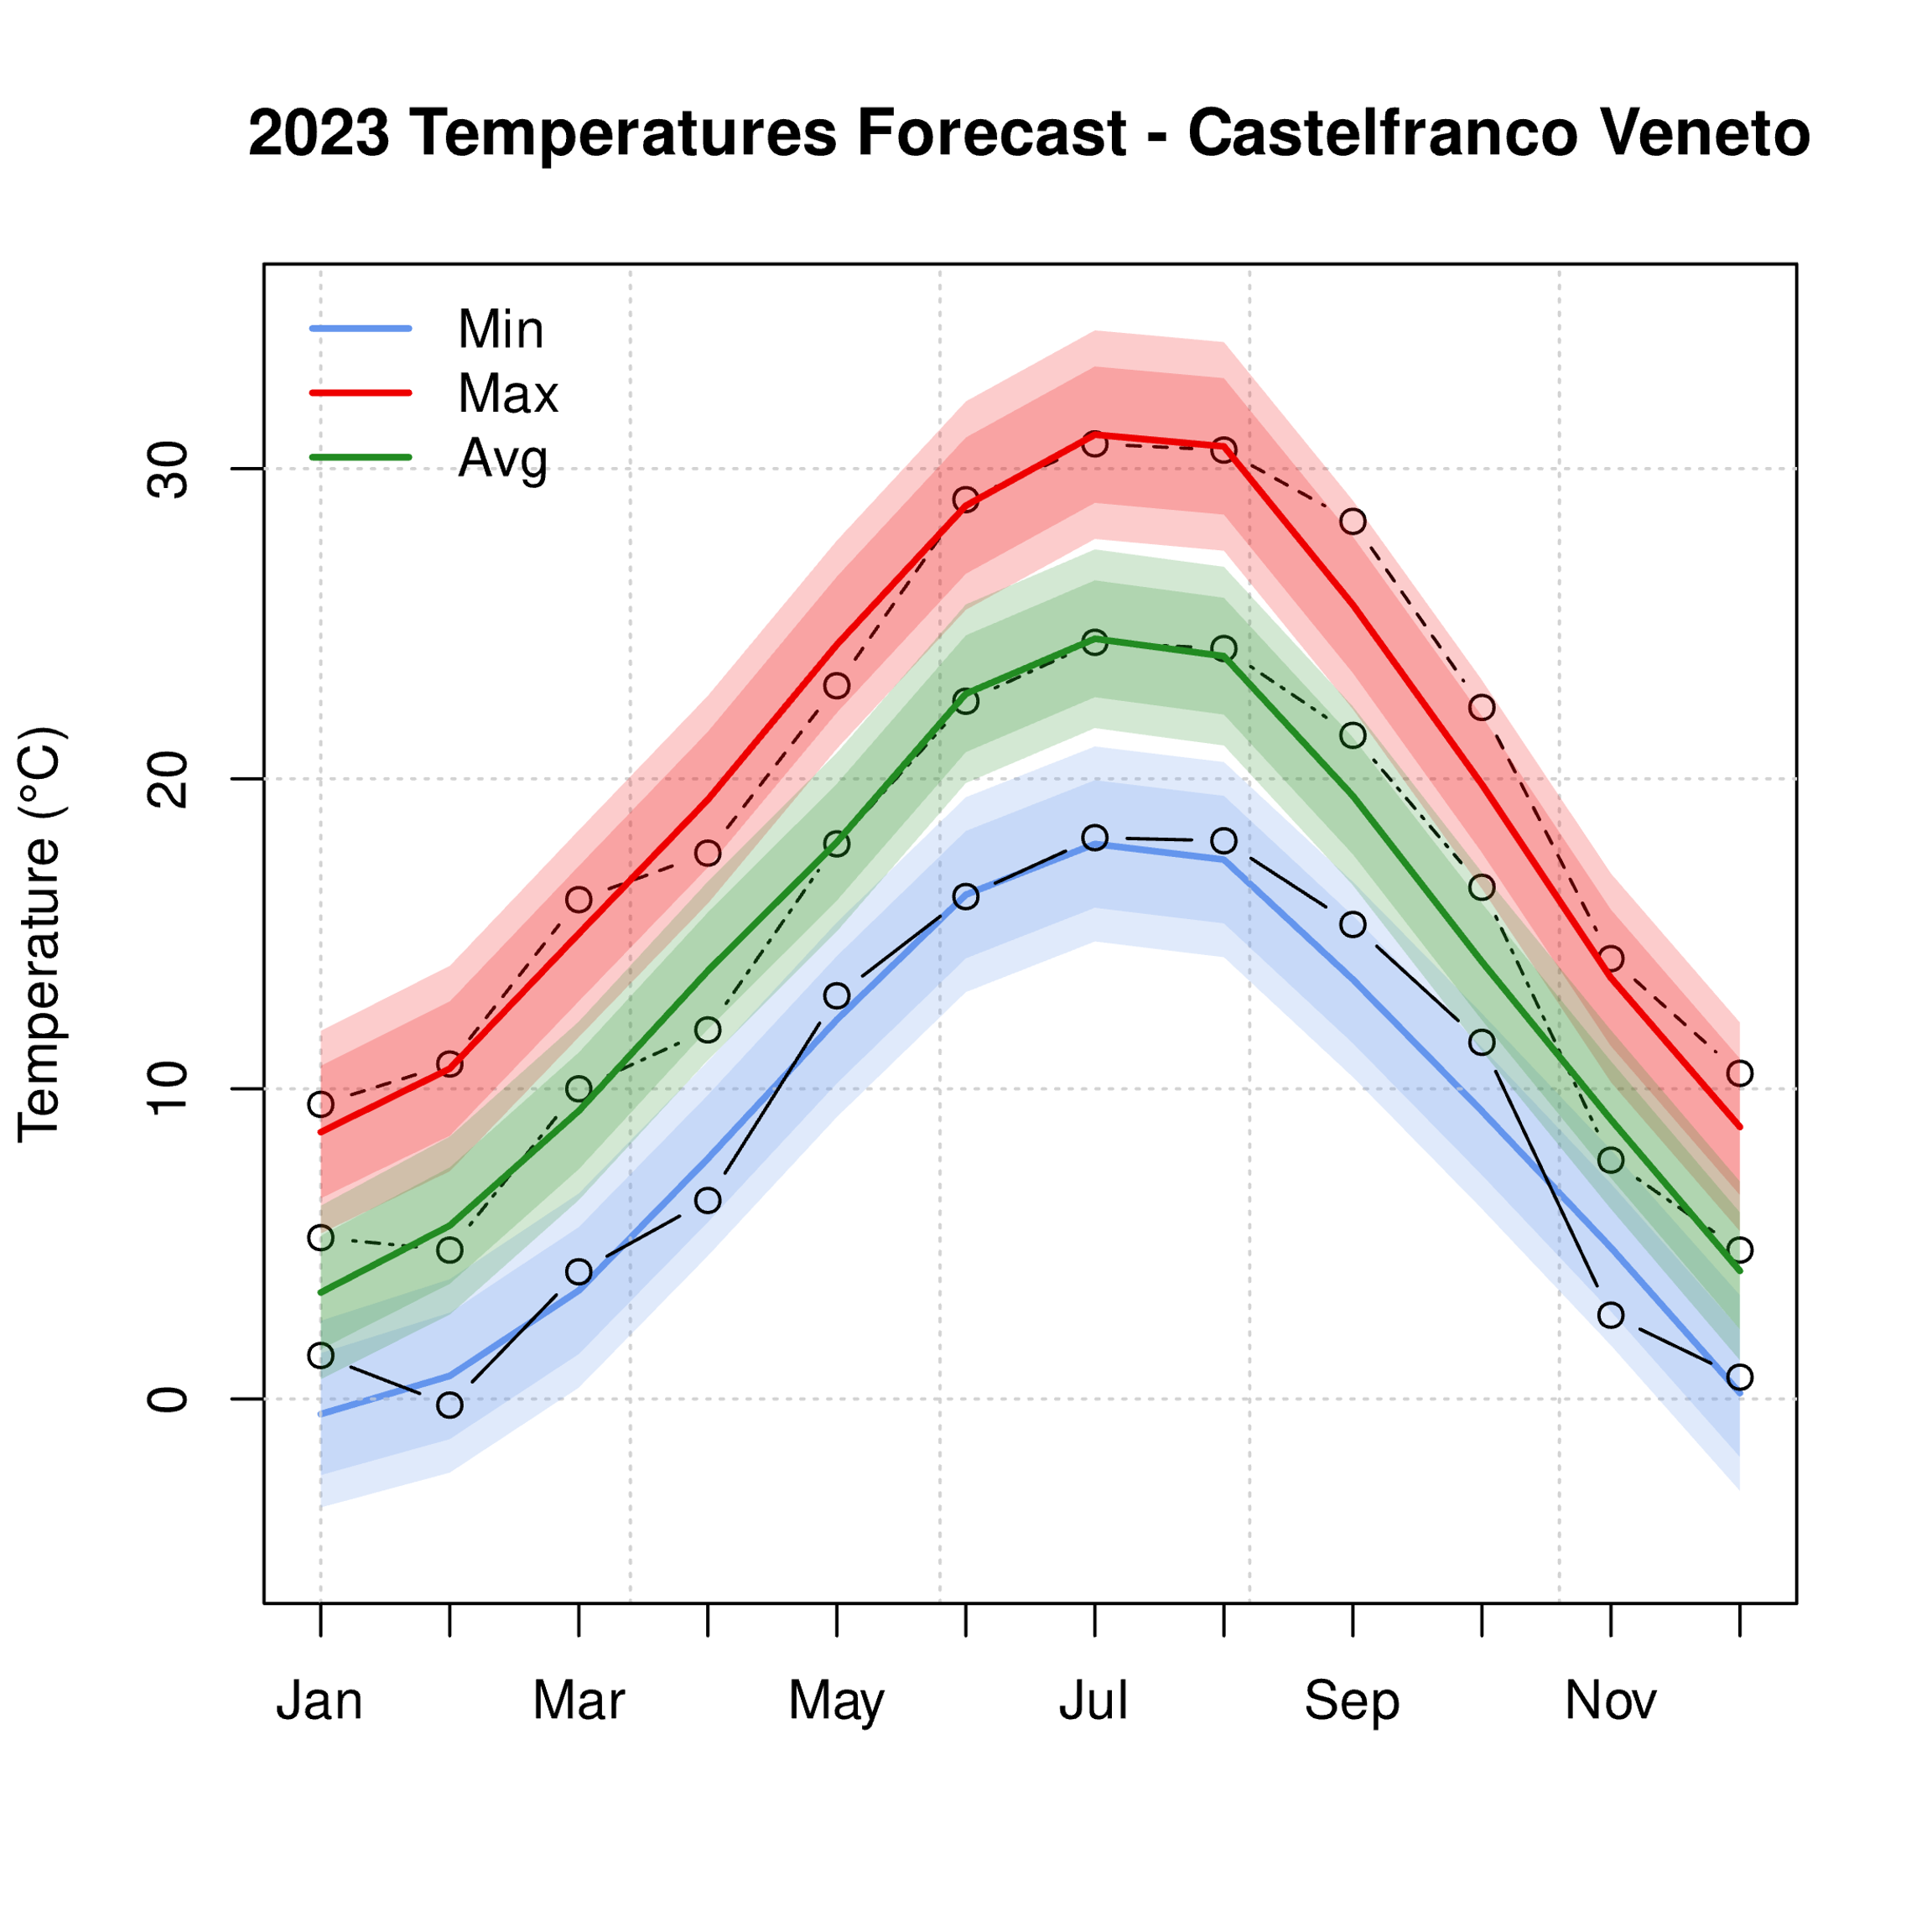 2023 Temperatures Forecast - Castelfranco Veneto
Min
Max
Avg
Temperature (°C)
30
20
10
0
Jan Mar May Jul Sep Nov